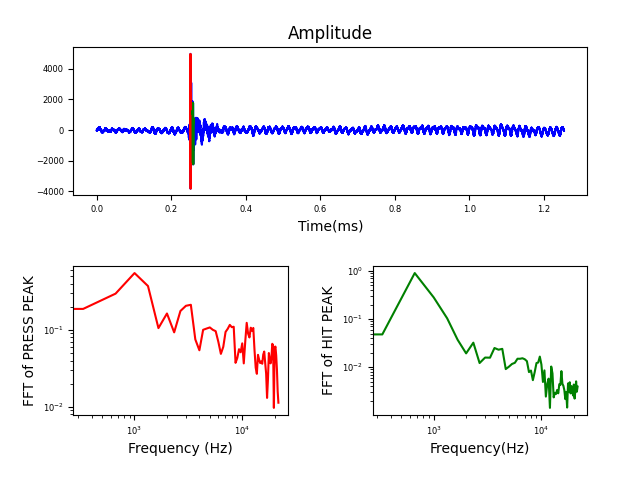 Amplitude
4000
2000
0
−2000
−4000
0.0 0.2 0.4 0.6 0.8 1.0 1.2
Time(ms)
FFT of PRESS PEAK
10⁻¹
10⁻²
10³ 10⁴
Frequency (Hz)
FFT of HIT PEAK
10⁰
10⁻¹
10⁻²
10³ 10⁴
Frequency(Hz)